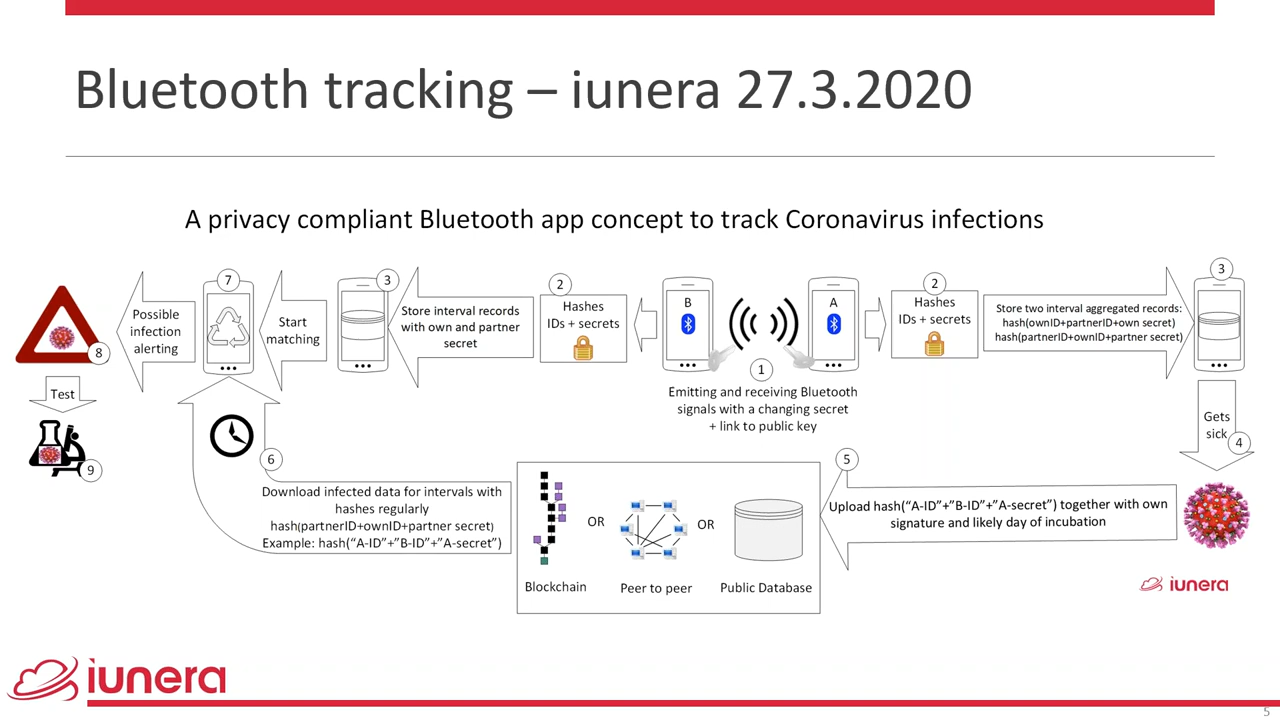 Bluetooth tracking – iunera 27.3.2020
A privacy compliant Bluetooth app concept to track Coronavirus infections
8
Possible
infection
alerting
7
Start
matching
3
Store interval records
with own and partner
secret
2
Hashes
IDs + secrets
B
A
1
Emitting and receiving Bluetooth
signals with a changing secret
+ link to public key
2
Hashes
IDs + secrets
Store two interval aggregated records:
hash(ownID+partnerID+own secret)
hash(partnerID+ownID+partner secret)
3
Gets
sick
4
5
Upload hash("A-ID"+"B-ID"+"A-secret") together with own
signature and likely day of incubation
Blockchain
OR
Peer to peer
OR
Public Database
6
Download infected data for intervals with
hashes regularly
hash(partnerID+ownID+partner secret)
Example: hash("A-ID"+"B-ID"+"A-secret")
Test
9
iunera
iunera
5